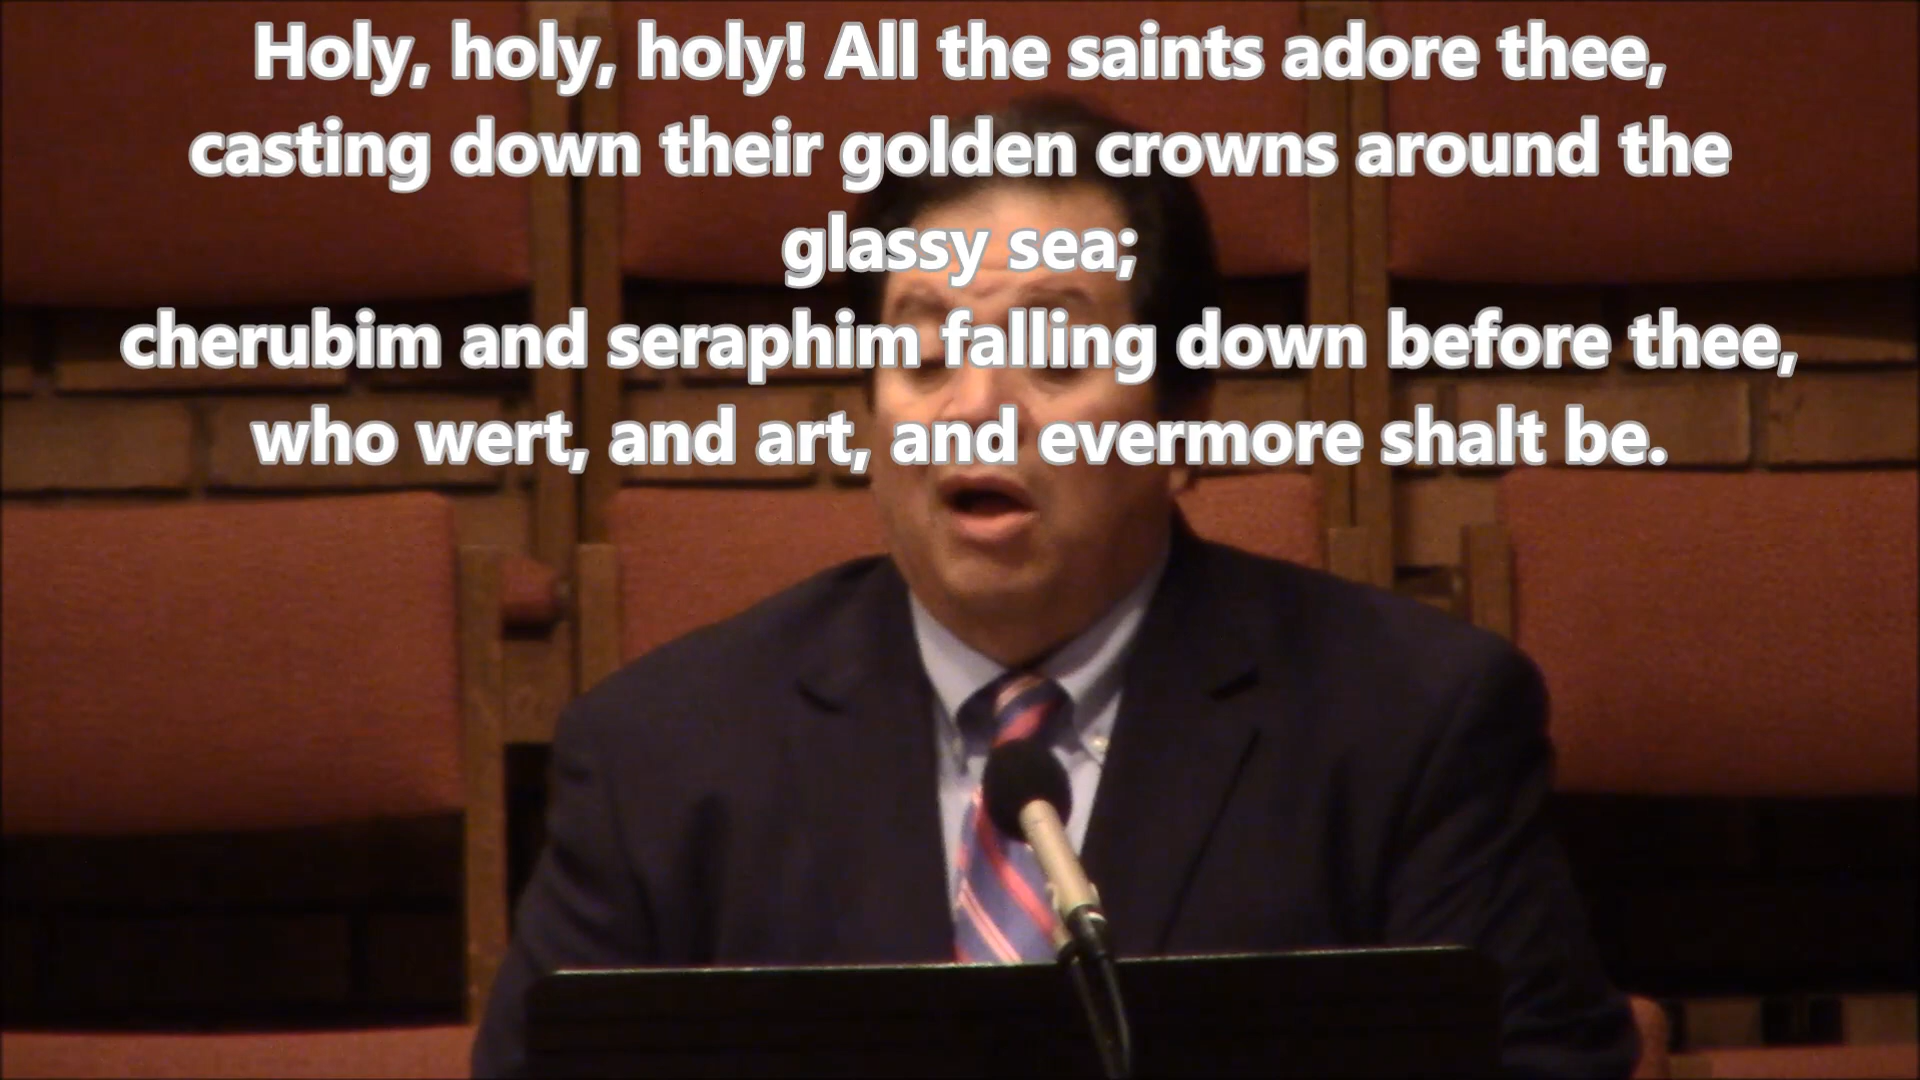 Holy, holy, holy! All the saints adore thee,
casting down their golden crowns around the
glassy sea;
cherubim and seraphim falling down before thee,
who wert, and art, and evermore shalt be.